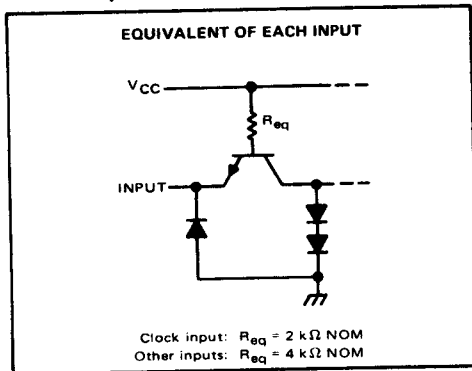 EQUIVALENT OF EACH INPUT
VCC
Req
INPUT
Clock input: Req = 2 kΩ NOM
Other inputs: Req = 4 kΩ NOM